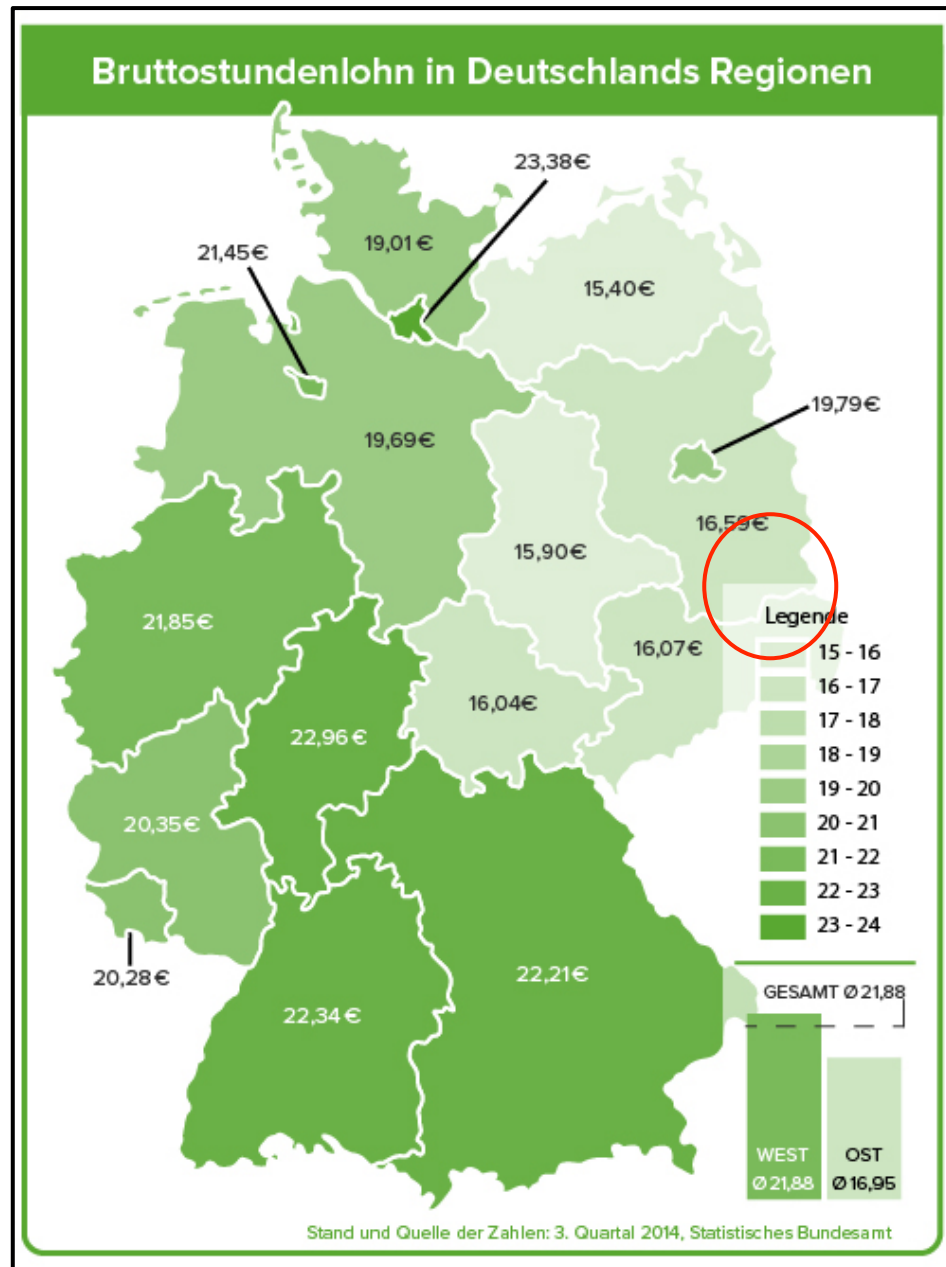 Bruttostundenlohn in Deutschlands Regionen
23,38€
19,01€
21,45€
15,40€
19,79€
19,69€
16,59€
15,90€
Legende
21,85€
16,07€
15 - 16
16 - 17
16,04€
17 - 18
22,96€
18 - 19
19 - 20
20,35€
20 - 21
21 - 22
22 - 23
23 - 24
20,28€
22,21€
GESAMT Ø 21,88
22,34€
WEST
Ø 21,88
OST
Ø 16,95
Stand und Quelle der Zahlen: 3. Quartal 2014, Statistisches Bundesamt